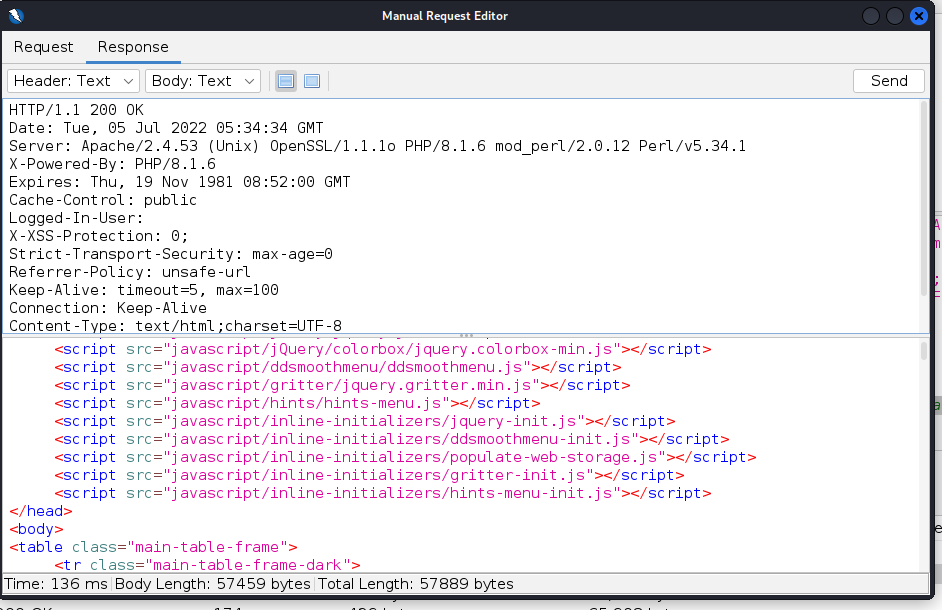 Manual Request Editor
Request Response
Header: Text Body: Text Send
HTTP/1.1 200 OK
Date: Tue, 05 Jul 2022 05:34:34 GMT
Server: Apache/2.4.53 (Unix) OpenSSL/1.1.1o PHP/8.1.6 mod_perl/2.0.12 Perl/v5.34.1
X-Powered-By: PHP/8.1.6
Expires: Thu, 19 Nov 1981 08:52:00 GMT
Cache-Control: public
Logged-In-User:
X-XSS-Protection: 0;
Strict-Transport-Security: max-age=0
Referrer-Policy: unsafe-url
Keep-Alive: timeout=5, max=100
Connection: Keep-Alive
Content-Type: text/html;charset=UTF-8
<script src="javascript/jQuery/colorbox/jquery.colorbox-min.js"></script>
<script src="javascript/ddsmoothmenu/ddsmoothmenu.js"></script>
<script src="javascript/gritter/jquery.gritter.min.js"></script>
<script src="javascript/hints/hints-menu.js"></script>
<script src="javascript/inline-initializers/jquery-init.js"></script>
<script src="javascript/inline-initializers/ddsmoothmenu-init.js"></script>
<script src="javascript/inline-initializers/populate-web-storage.js"></script>
<script src="javascript/inline-initializers/gritter-init.js"></script>
<script src="javascript/inline-initializers/hints-menu-init.js"></script>
</head>
<body>
<table class="main-table-frame">
<tr class="main-table-frame-dark">
Time: 136 ms Body Length: 57459 bytes Total Length: 57889 bytes